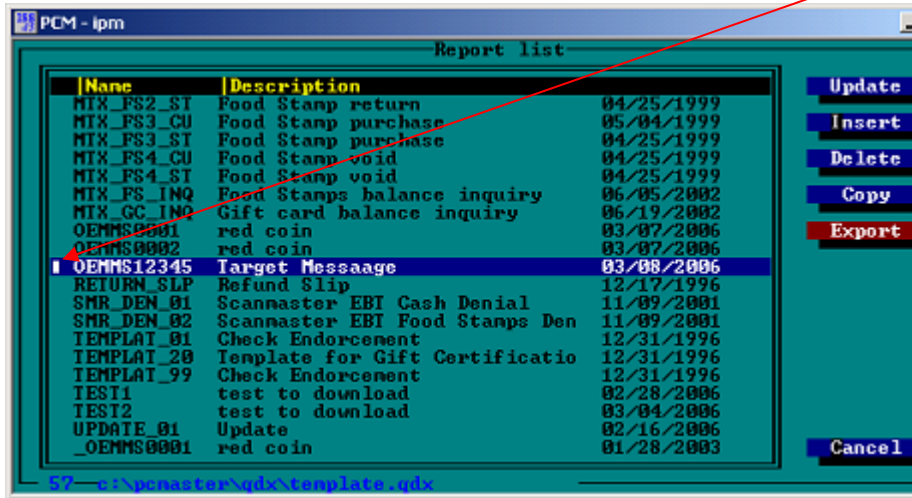 PCM - ipm
Report list
|Name |Description
MTX_FS2_ST Food Stamp return 04/25/1999
MTX_FS3_CU Food Stamp purchase 05/04/1999
MTX_FS3_ST Food Stamp purchase 04/25/1999
MTX_FS4_CU Food Stamp void 04/25/1999
MTX_FS4_ST Food Stamp void 04/25/1999
MTX_FS_INQ Food Stamps balance inquiry 06/05/2002
MTX_GC_INQ Gift card balance inquiry 06/19/2002
OEMMS0001 red coin 03/07/2006
OEMMS0002 red coin 03/07/2006
OEMMS12345 Target Messaage 03/08/2006
RETURN_SLP Refund Slip 12/17/1996
SMR_DEN_01 Scanmaster EBT Cash Denial 11/09/2001
SMR_DEN_02 Scanmaster EBT Food Stamps Den 11/09/2001
TEMPLAT_01 Check Endorcement 12/31/1996
TEMPLAT_20 Template for Gift Certificatio 12/31/1996
TEMPLAT_99 Check Endorcement 12/31/1996
TEST1 test to download 02/28/2006
TEST2 test to download 03/04/2006
UPDATE_01 Update 02/16/2006
_OEMMS0001 red coin 01/28/2003
Update
Insert
Delete
Copy
Export
Cancel
57 c:\pcmaster\qdx\template.qdx